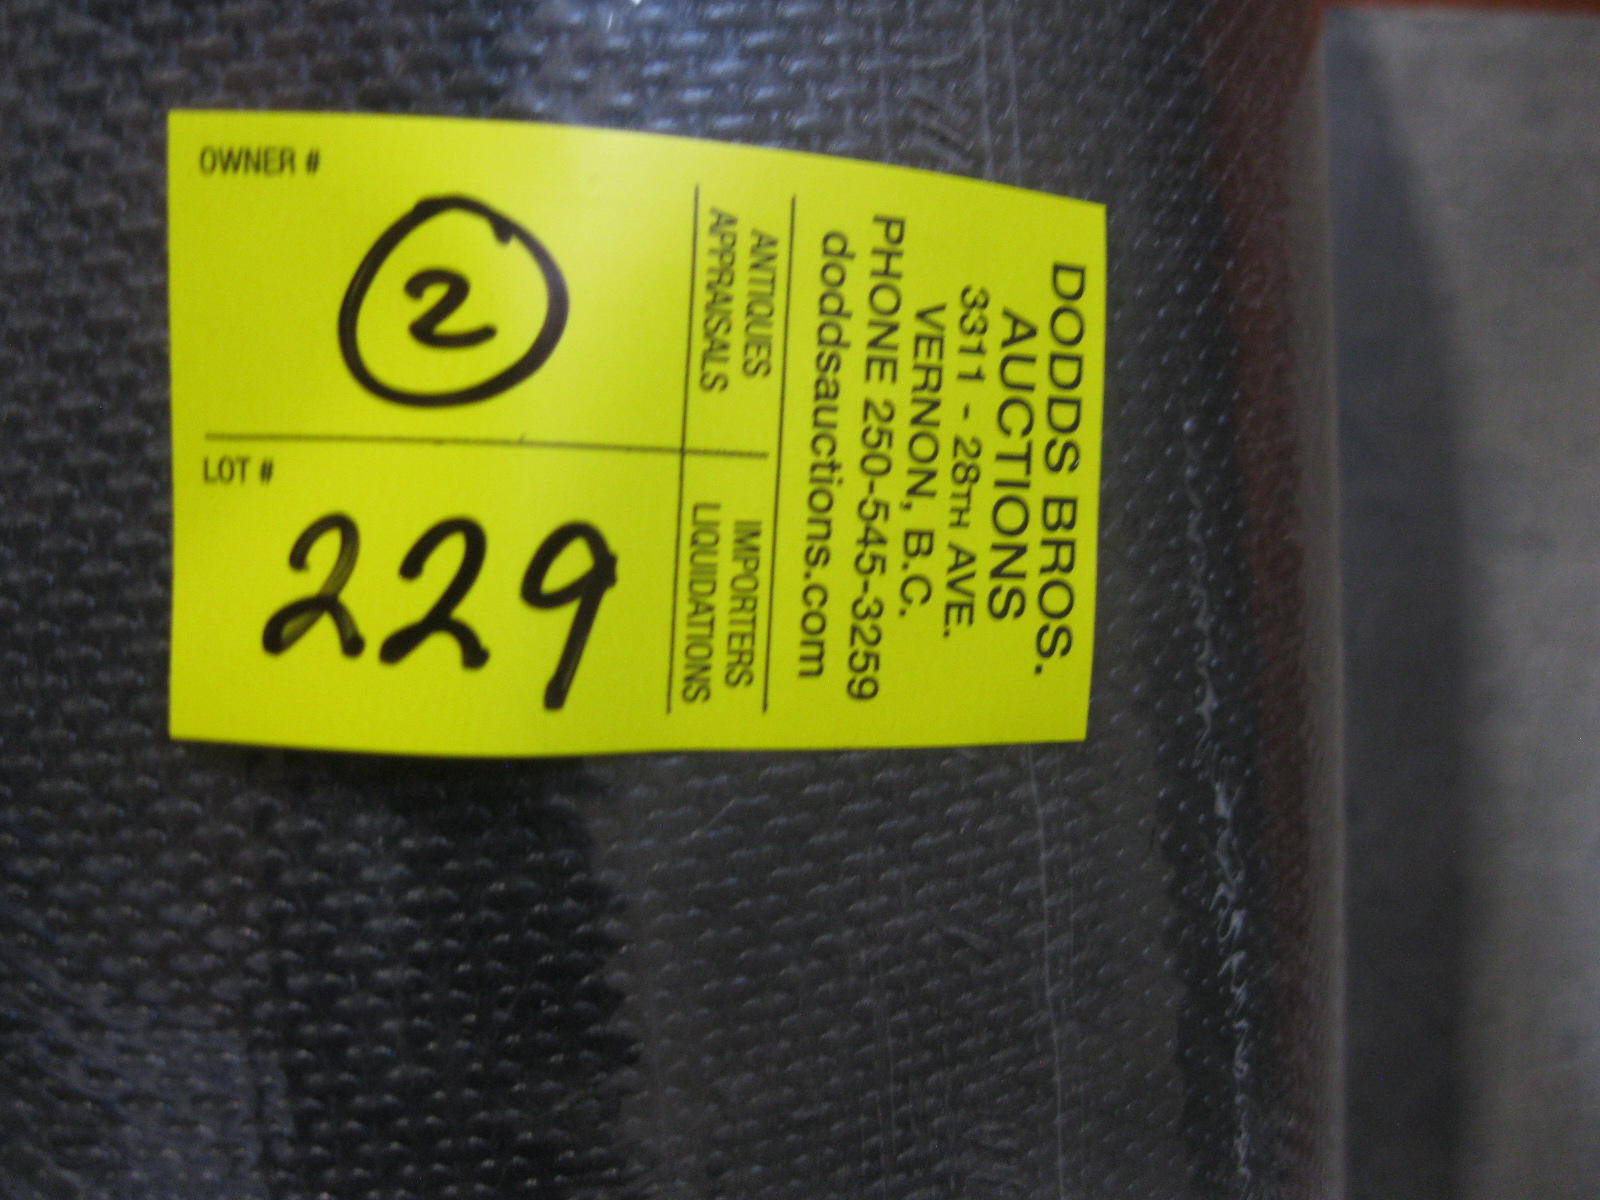 DODDS BROS.
AUCTIONS
3311 - 28TH AVE.
VERNON, B.C.
PHONE 250-545-3259
doddsauctions.com
ANTIQUES
APPRAISALS
IMPORTERS
LIQUIDATIONS
OWNER #
2
LOT #
229